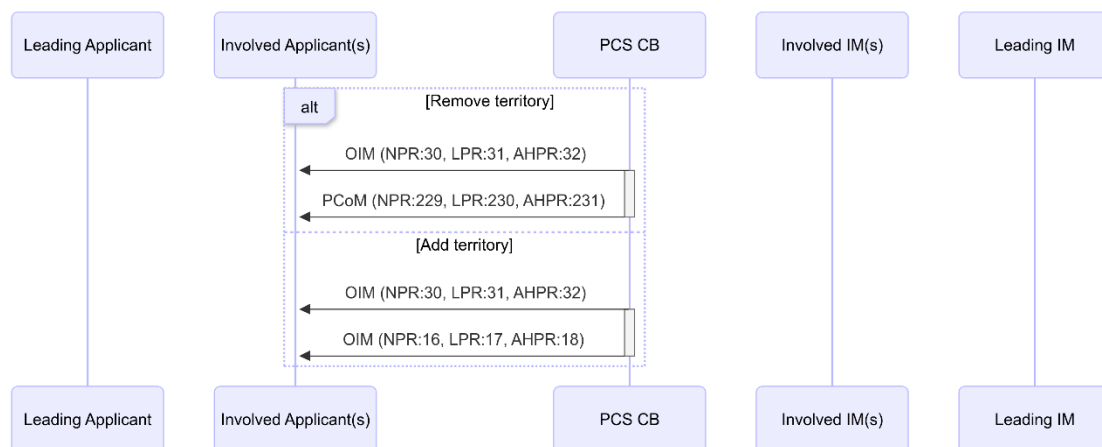 Leading Applicant
Involved Applicant(s)
PCS CB
Involved IM(s)
Leading IM
alt
[Remove territory]
OIM (NPR:30, LPR:31, AHPR:32)
PCoM (NPR:229, LPR:230, AHPR:231)
[Add territory]
OIM (NPR:30, LPR:31, AHPR:32)
OIM (NPR:16, LPR:17, AHPR:18)
Leading Applicant
Involved Applicant(s)
PCS CB
Involved IM(s)
Leading IM